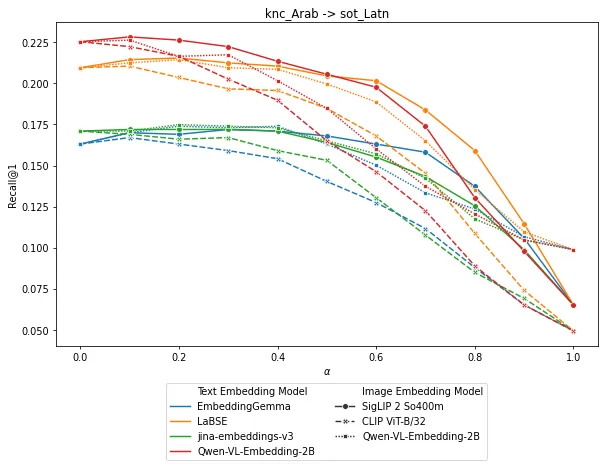 knc_Arab -> sot_Latn
Recall@1
0.225
0.200
0.175
0.150
0.125
0.100
0.075
0.050
0.0 0.2 0.4 0.6 0.8 1.0
α
Text Embedding Model Image Embedding Model
EmbeddingGemma SigLIP 2 So400m
LaBSE CLIP ViT-B/32
jina-embeddings-v3 Qwen-VL-Embedding-2B
Qwen-VL-Embedding-2B